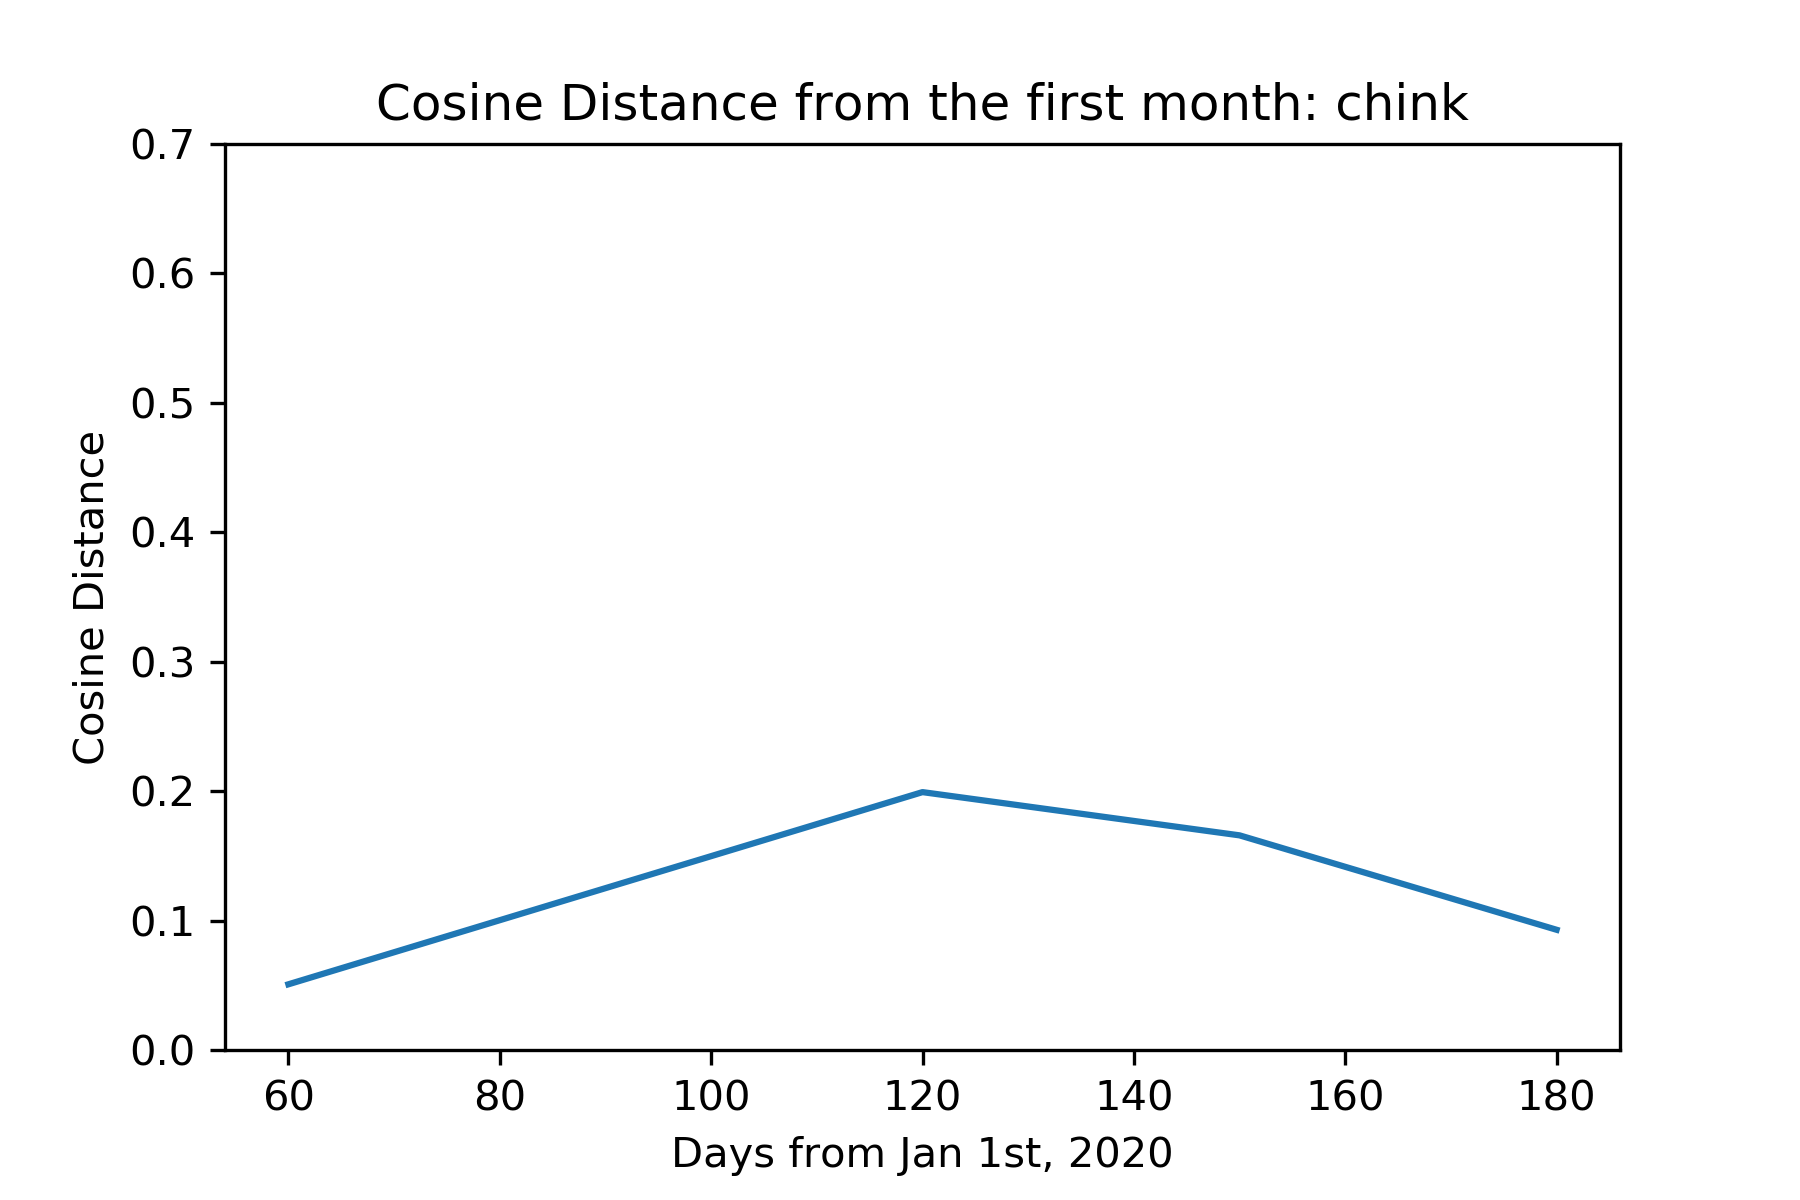 Cosine Distance from the first month: chink
0.7
0.6
0.5
0.4
0.3
0.2
0.1
0.0
Cosine Distance
60 80 100 120 140 160 180
Days from Jan 1st, 2020